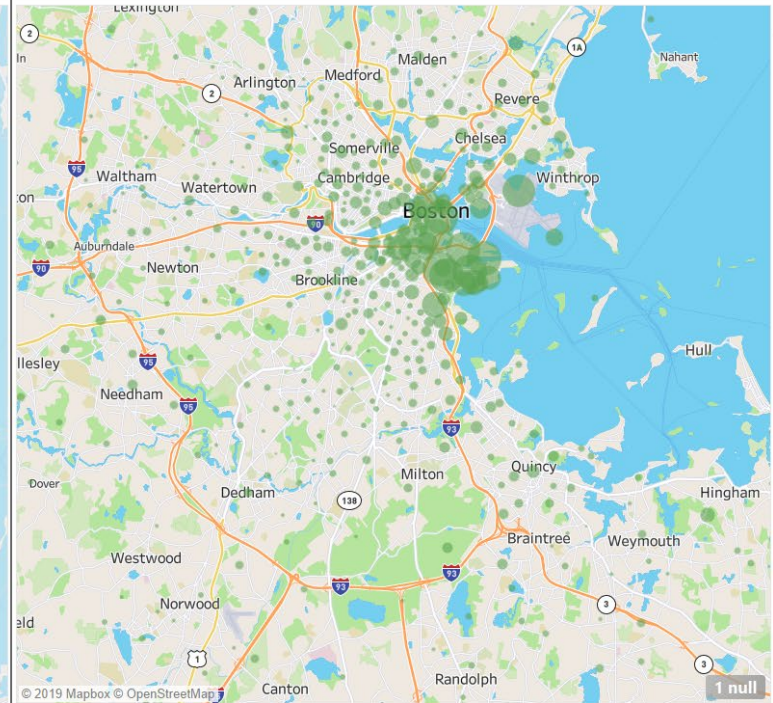 Lexington
2
In
Malden
1A
Nahant
Arlington
Medford
2
Revere
Somerville
Chelsea
95
Waltham
Watertown
Cambridge
Winthrop
ton
Boston
90
Auburndale
90
Newton
Brookline
llesley
95
Hull
Needham
95
93
Milton
Quincy
Dover
Dedham
138
Hingham
Braintree
Weymouth
Westwood
93
93
Norwood
3
eld
1
3
Randolph
Canton
© 2019 Mapbox © OpenStreetMap
1 null